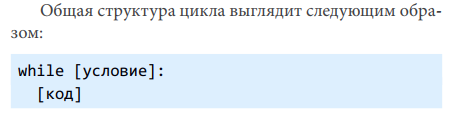 Общая структура цикла выглядит следующим обра-
зом:
while [условие]:
  [код]